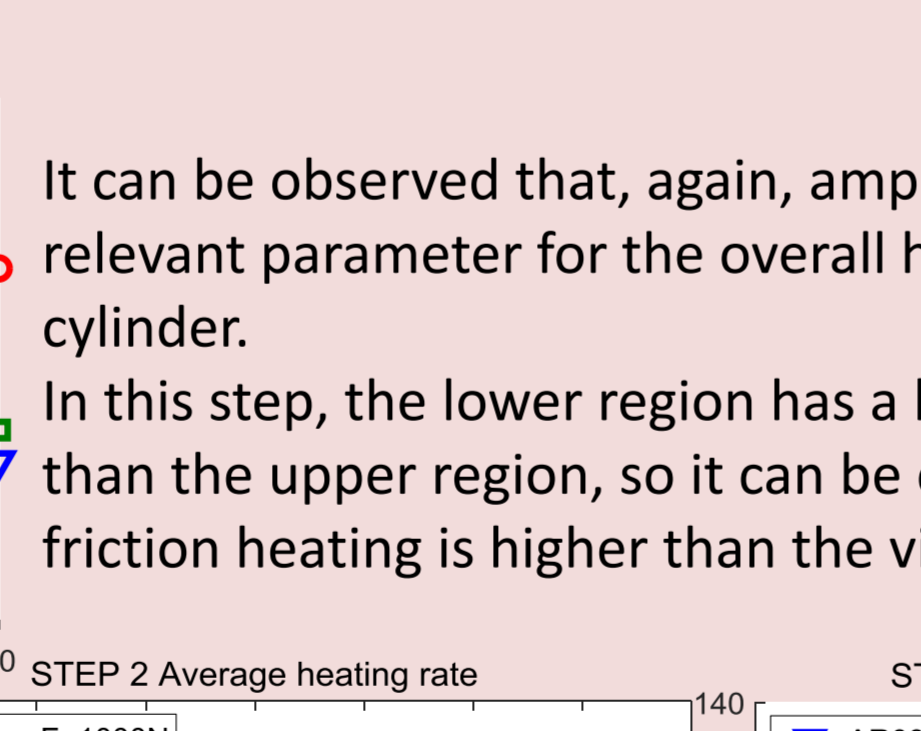 It can be observed that, again,
relevant parameter for the overall
cylinder.
In this step, the lower region has a
than the upper region, so it can be
friction heating is higher than the
0 STEP 2 Average heating rate
140